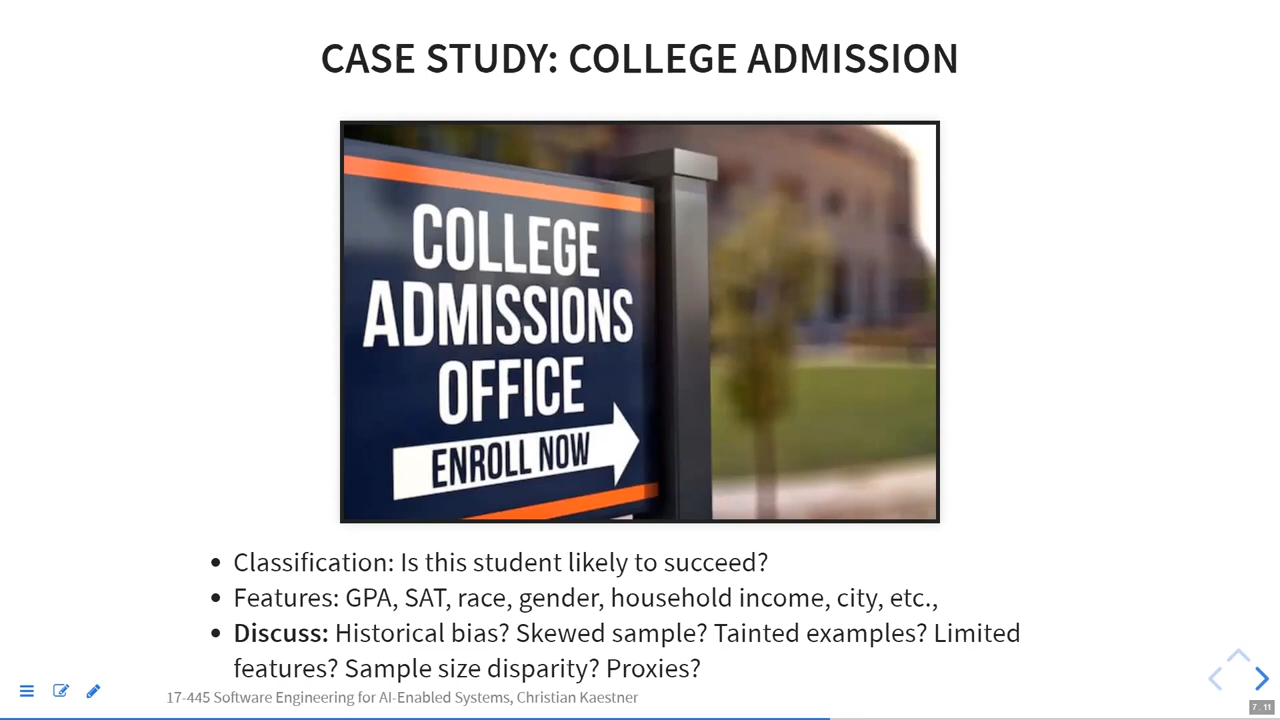 CASE STUDY: COLLEGE ADMISSION
COLLEGE
ADMISSIONS
OFFICE
ENROLL NOW
• Classification: Is this student likely to succeed?
• Features: GPA, SAT, race, gender, household income, city, etc.,
• Discuss: Historical bias? Skewed sample? Tainted examples? Limited
features? Sample size disparity? Proxies?
17-445 Software Engineering for AI-Enabled Systems, Christian Kaestner
7 . 11